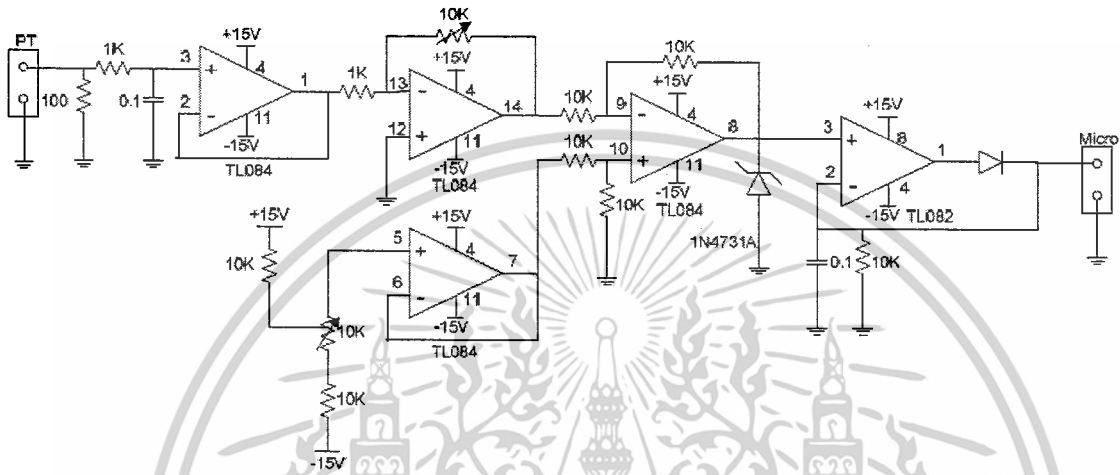 PT
1K
100
0.1
3
2
+15V
4
1
11
-15V
TL084
1K
10K
13
12
+15V
4
14
11
-15V
TL084
+15V
10K
10K
10K
-15V
5
6
+15V
4
7
11
-15V
TL084
10K
10K
10K
10K
9
10
+15V
4
8
11
-15V
TL084
1N4731A
3
2
+15V
8
1
4
-15V
TL082
0.1
10K
Micro